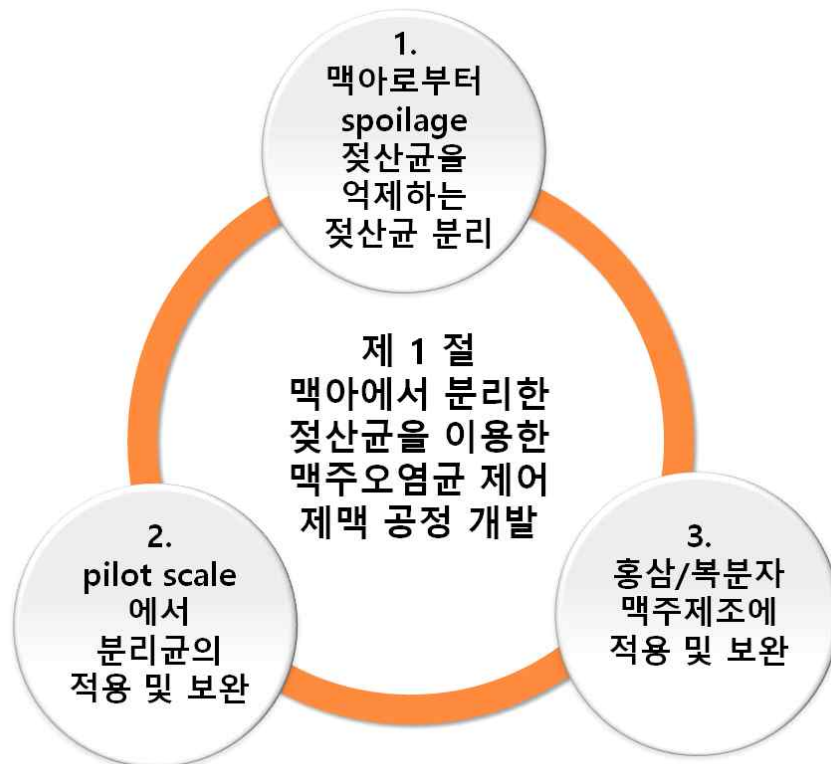 1.
맥아로부터
spoilage
젖산균을
억제하는
젖산균 분리
제 1 절
맥아에서 분리한
젖산균을 이용한
맥주오염균 제어
제맥 공정 개발
2.
pilot scale
에서
분리균의
적용 및 보완
3.
홍삼/복분자
맥주제조에
적용 및 보완